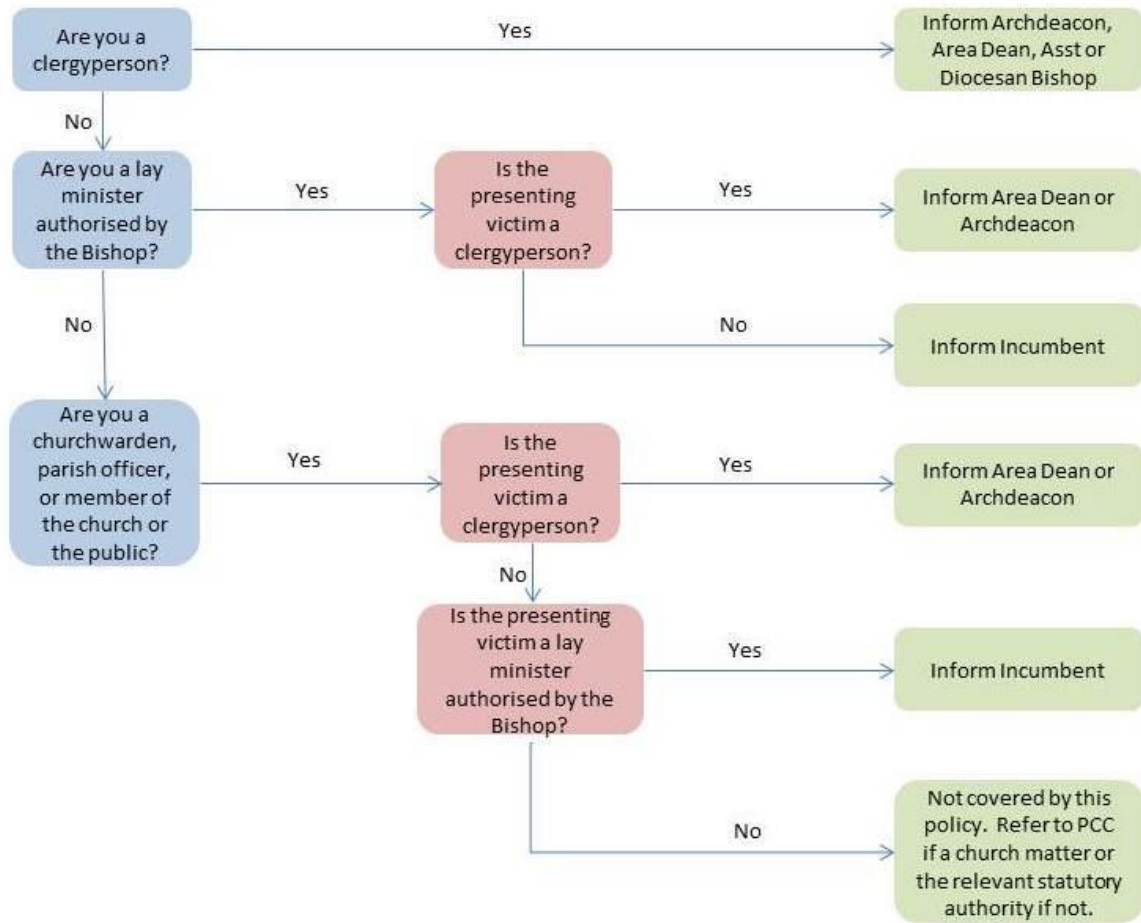 Are you a
clergyperson?
Yes
Inform Archdeacon,
Area Dean, Asst or
Diocesan Bishop
No
Are you a lay
minister
authorised by
the Bishop?
Yes
Is the
presenting
victim a
clergyperson?
Yes
Inform Area Dean or
Archdeacon
No
No
Inform Incumbent
Are you a
churchwarden,
parish officer,
or member of
the church or
the public?
Yes
Is the
presenting
victim a
clergyperson?
Yes
Inform Area Dean or
Archdeacon
No
Is the presenting
victim a lay
minister
authorised by the
Bishop?
Yes
Inform Incumbent
No
Not covered by this
policy. Refer to PCC
if a church matter or
the relevant statutory
authority if not.